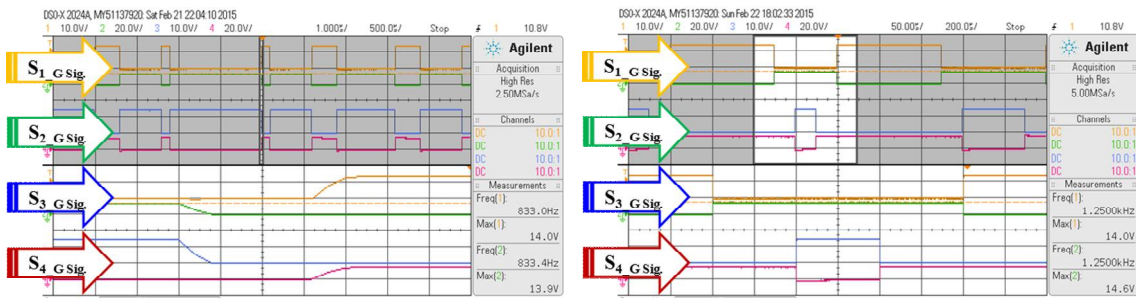 DSO-X 2024A, MY51137920: Sat Feb 21 22:04:10 2015
1 10.0V/ 2 20.0V/ 3 10.0V/ 4 20.0V/ 1.000s/ 500.0s/ Stop 1 10.8V
Agilent
Acquisition
High Res
2.50MSa/s
Channels
DC 10.0:1
DC 10.0:1
DC 10.0:1
DC 10.0:1
Measurements
Freq(1):
833.0Hz
Max(1):
14.0V
Freq(2):
833.4Hz
Max(2):
13.9V
S1_G Sig.
S2_G Sig.
S3_G Sig.
S4_G Sig.
DSO-X 2024A, MY51137920: Sun Feb 22 18:02:33 2015
1 10.0V/ 2 20.0V/ 3 10.0V/ 4 20.0V/ 50.00s/ 200.0s/ Stop 1 10.8V
Agilent
Acquisition
High Res
5.00MSa/s
Channels
DC 10.0:1
DC 10.0:1
DC 10.0:1
DC 10.0:1
Measurements
Freq(1):
1.2500kHz
Max(1):
14.0V
Freq(2):
1.2500kHz
Max(2):
14.6V
S1_G Sig.
S2_G Sig.
S3_G Sig.
S4_G Sig.